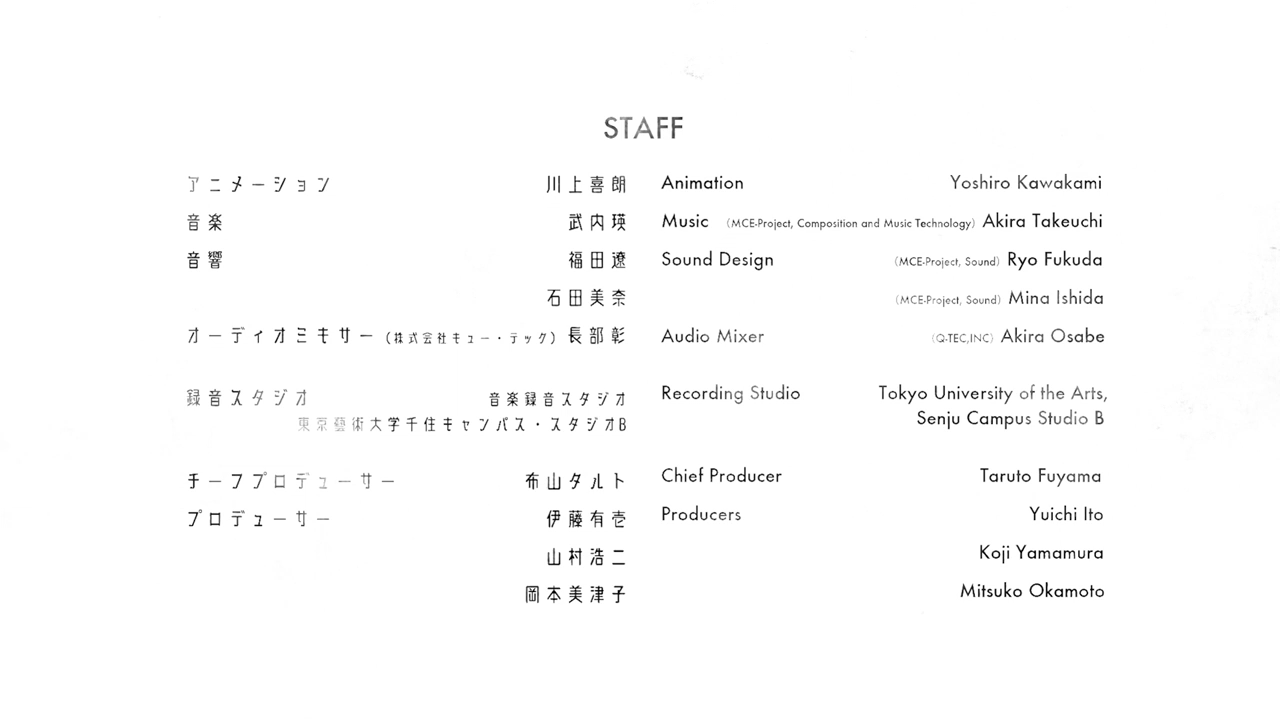 STAFF
アニメーション 川上喜朗 Animation Yoshiro Kawakami
音楽 武内瑛 Music (MCE-Project, Composition and Music Technology) Akira Takeuchi
音響 福田遼 Sound Design (MCE-Project, Sound) Ryo Fukuda
石田美奈 (MCE-Project, Sound) Mina Ishida
オーディオミキサー (株式会社キュー・テック) 長部彰 Audio Mixer (Q-TEC,INC) Akira Osabe
録音スタジオ 音楽録音スタジオ Recording Studio Tokyo University of the Arts,
東京藝術大学千住キャンパス・スタジオB Senju Campus Studio B
チーフプロデューサー 布山タルト Chief Producer Taruto Fuyama
プロデューサー 伊藤有壱 Producers Yuichi Ito
山村浩二 Koji Yamamura
岡本美津子 Mitsuko Okamoto